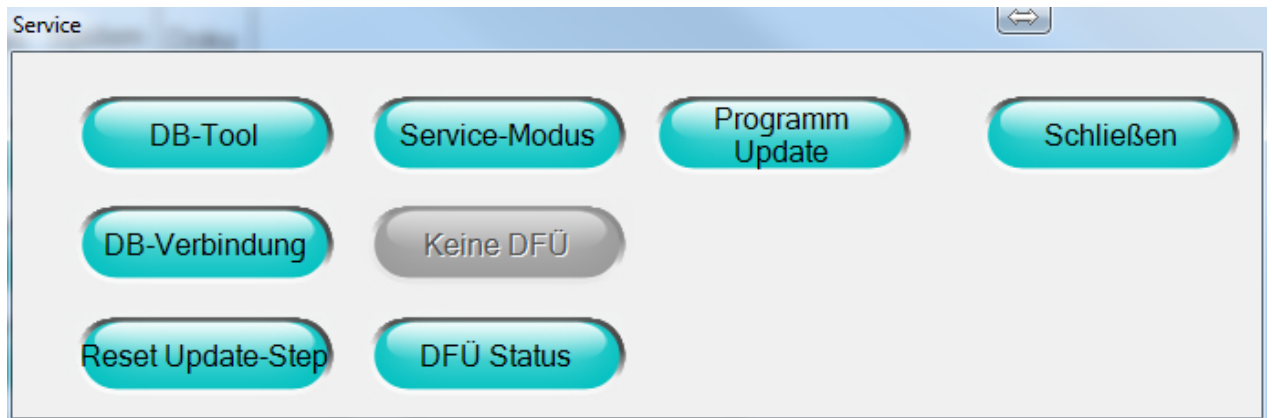 Service
DB-Tool
Service-Modus
Programm
Update
Schließen
DB-Verbindung
Keine DFÜ
Reset Update-Step
DFÜ Status